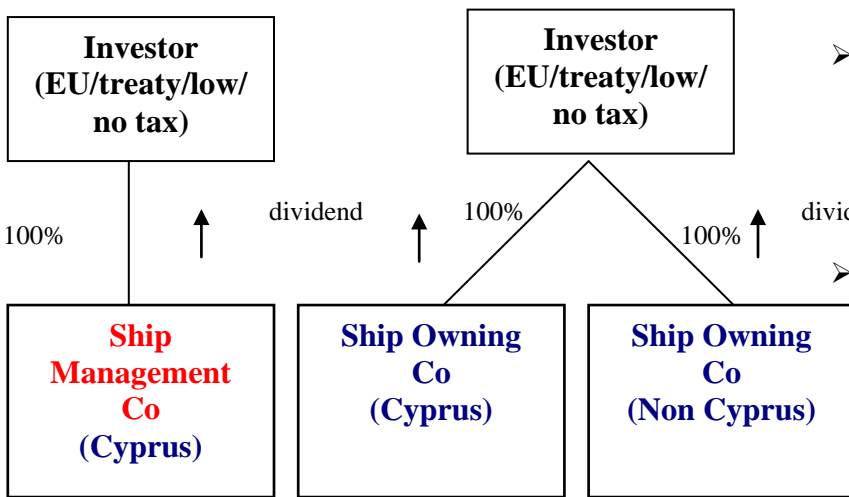 Investor
(EU/treaty/low/
no tax)
Investor
(EU/treaty/low/
no tax)
➢
dividend
100%
divid
100%
100%
➢
Ship
Management
Co
(Cyprus)
Ship Owning
Co
(Cyprus)
Ship Owning
Co
(Non Cyprus)